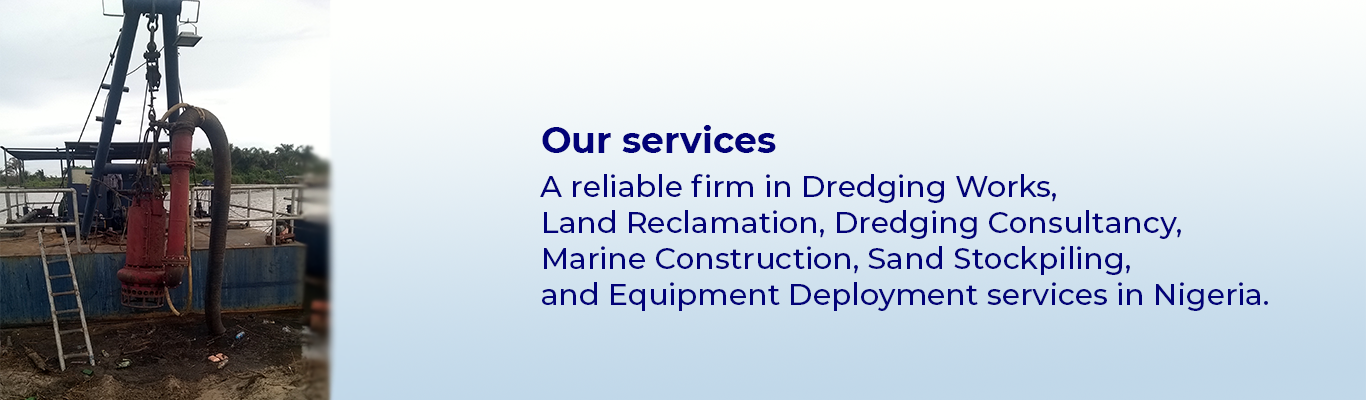 Our services
A reliable firm in Dredging Works,
Land Reclamation, Dredging Consultancy,
Marine Construction, Sand Stockpiling,
and Equipment Deployment services in Nigeria.